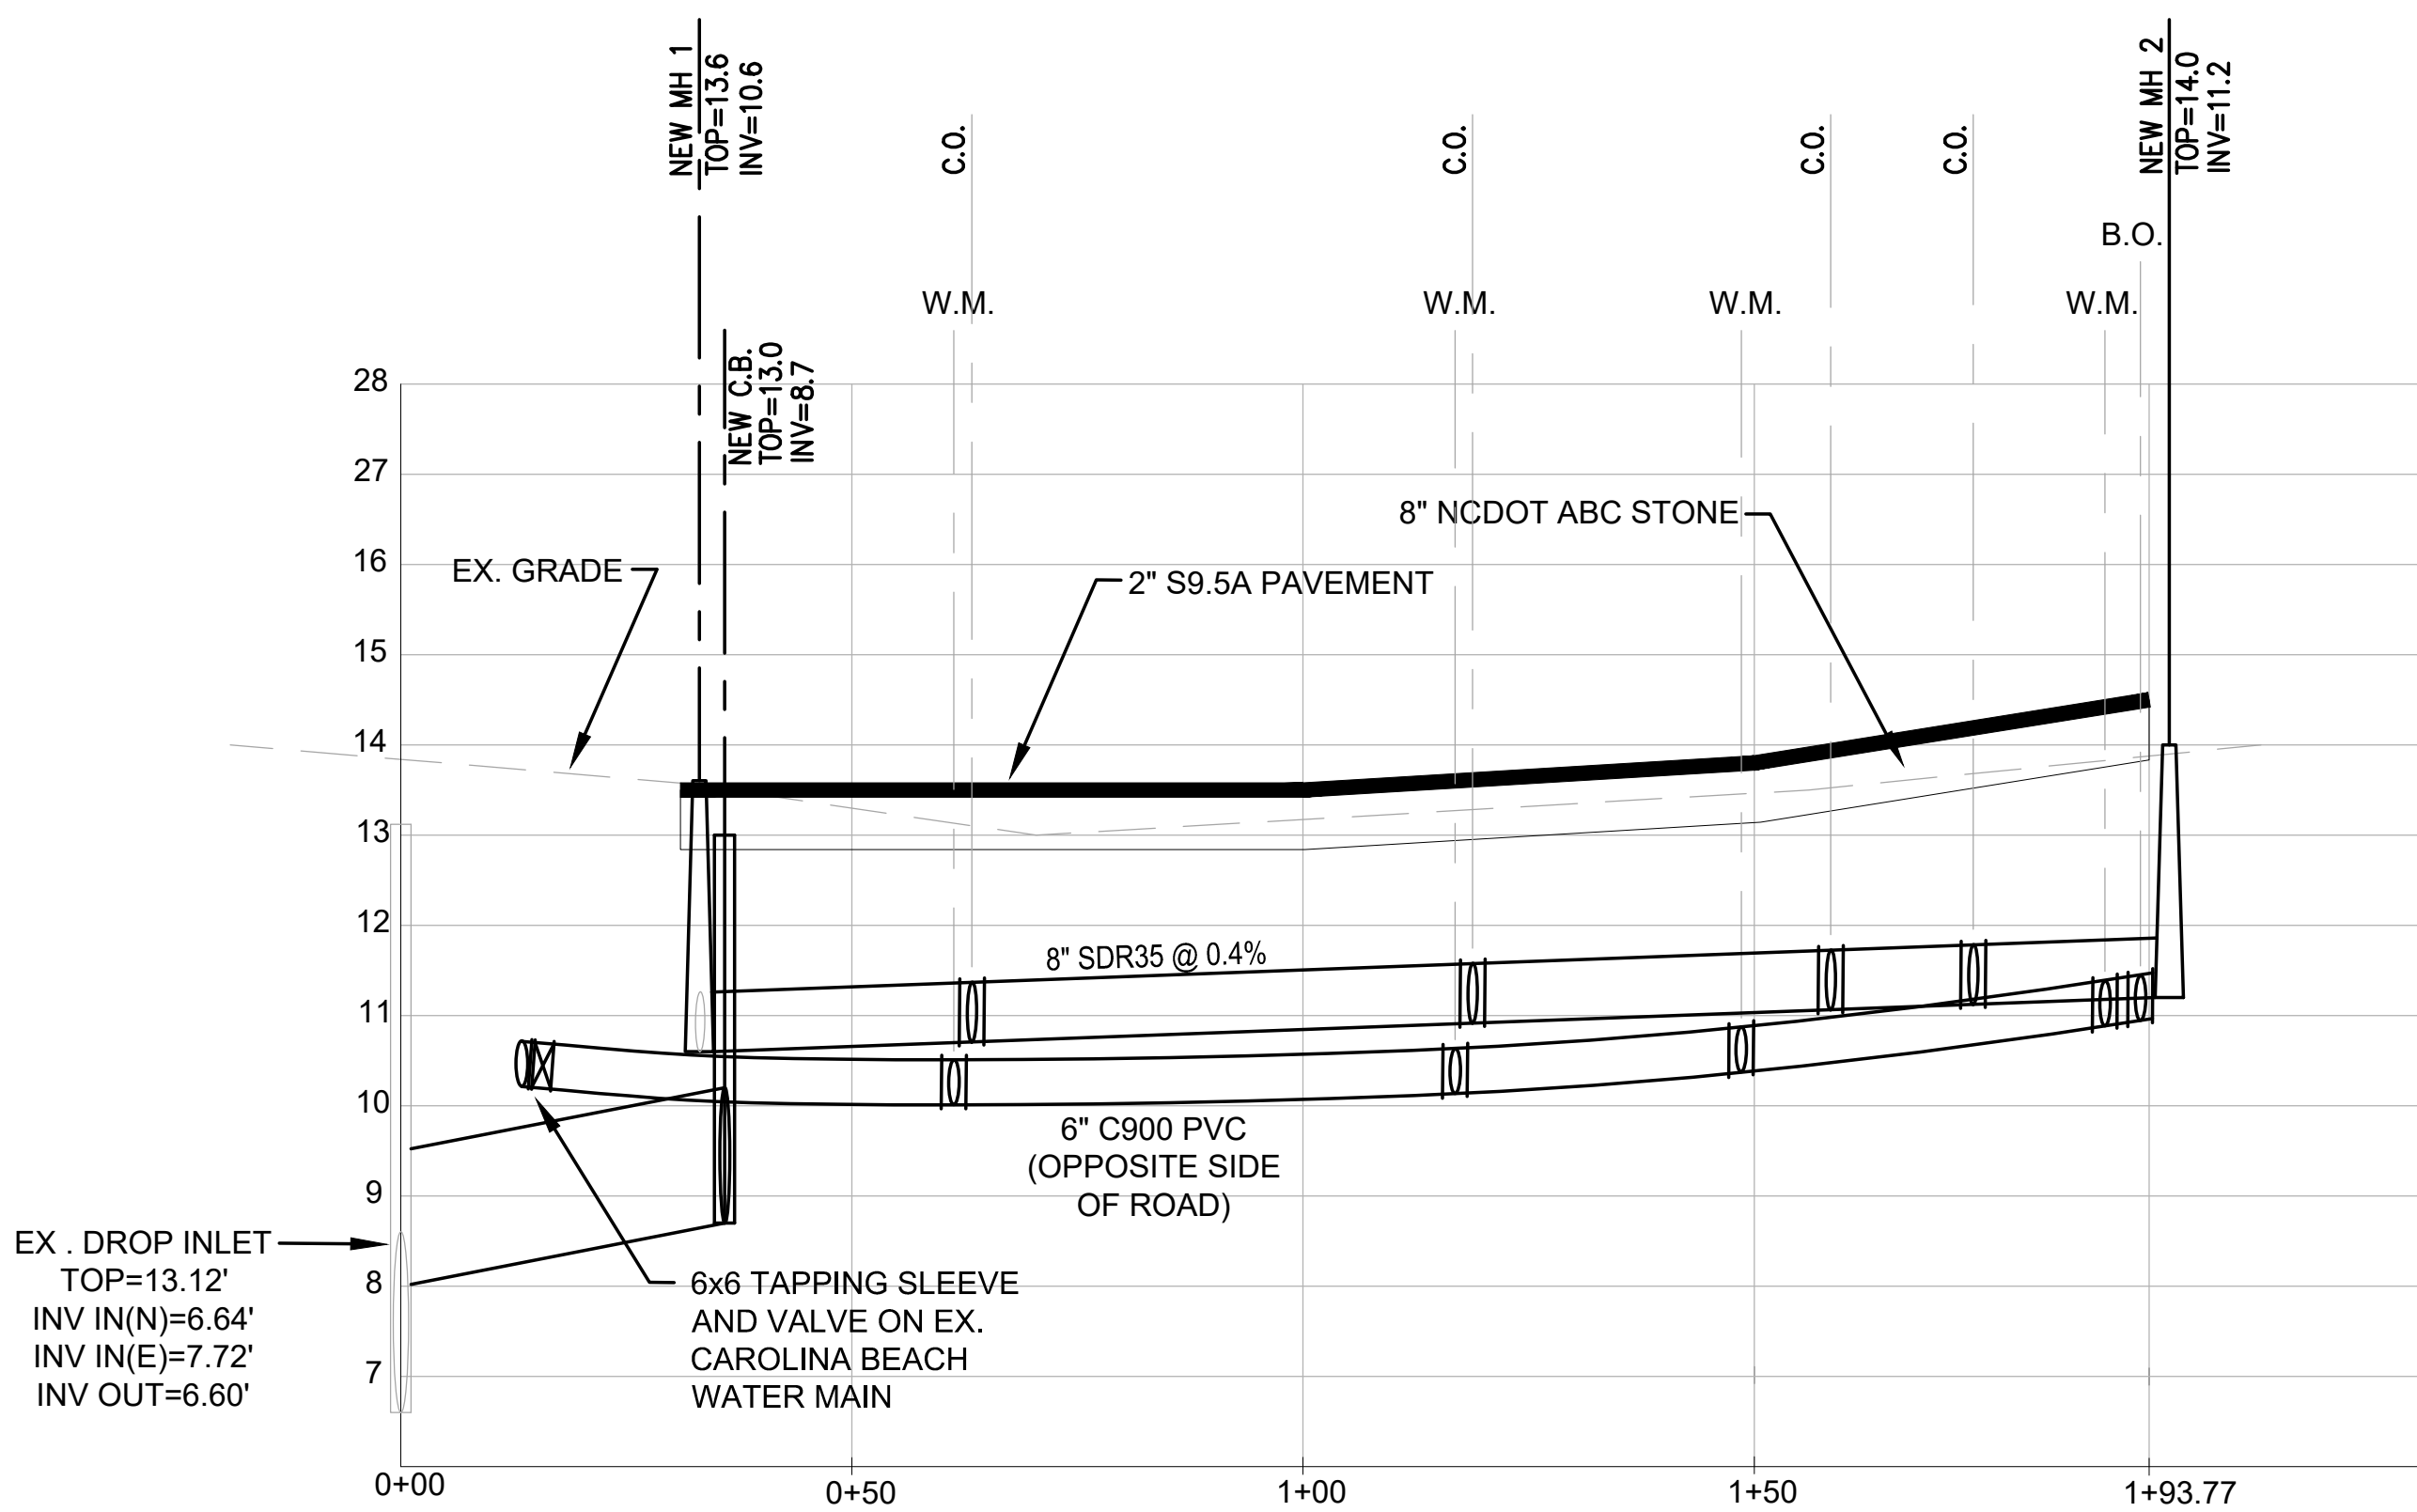 NEW MH 1
TOP=13.6
INV=10.6
C.O.
C.O.
C.O.
C.O.
NEW MH 2
TOP=14.0
INV=11.2
B.O.
W.M.
W.M.
W.M.
W.M.
NEW C.B.
TOP=13.0
INV=8.7
28
27
16
15
14
13
12
11
10
9
8
7
EX. GRADE
2" S9.5A PAVEMENT
8" NCDOT ABC STONE
8" SDR35 @ 0.4%
6" C900 PVC
(OPPOSITE SIDE
OF ROAD)
EX . DROP INLET
TOP=13.12'
INV IN(N)=6.64'
INV IN(E)=7.72'
INV OUT=6.60'
6x6 TAPPING SLEEVE
AND VALVE ON EX.
CAROLINA BEACH
WATER MAIN
0+00
0+50
1+00
1+50
1+93.77